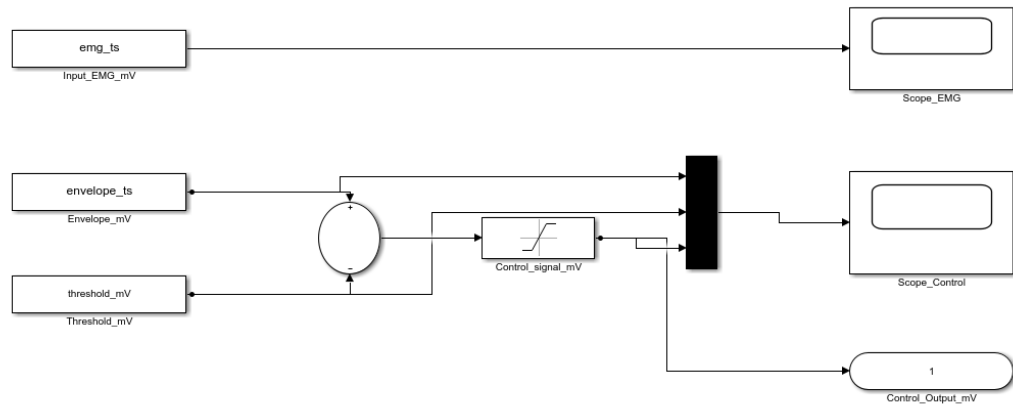 emg_ts
Input_EMG_mV
Scope_EMG
envelope_ts
Envelope_mV
+
−
Control_signal_mV
Scope_Control
threshold_mV
Threshold_mV
1
Control_Output_mV